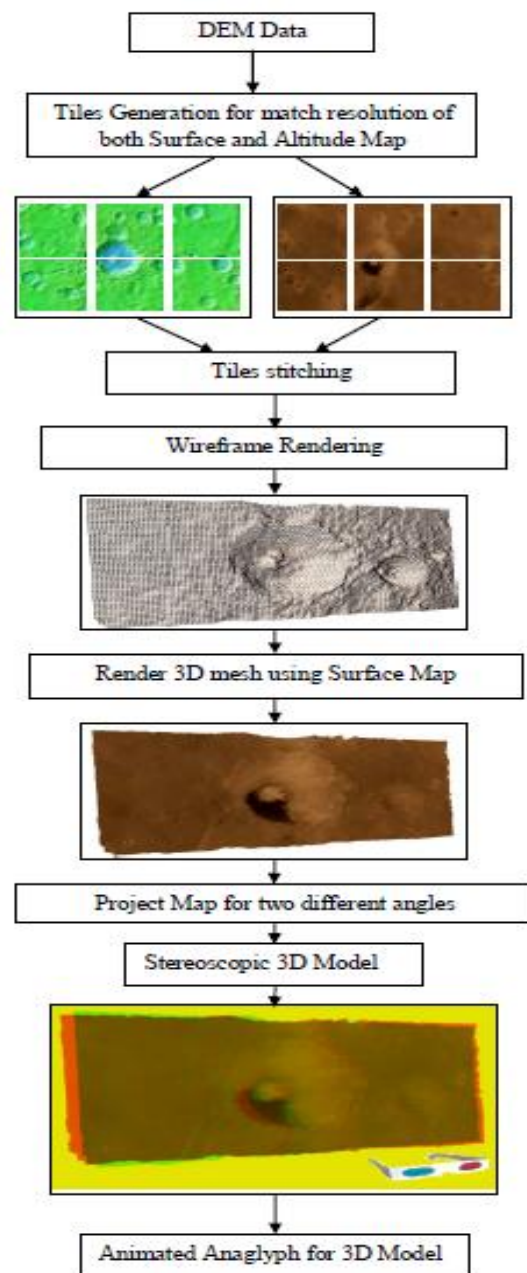 DEM Data
Tiles Generation for match resolution of
both Surface and Altitude Map
Tiles stitching
Wireframe Rendering
Render 3D mesh using Surface Map
Project Map for two different angles
Stereoscopic 3D Model
Animated Anaglyph for 3D Model